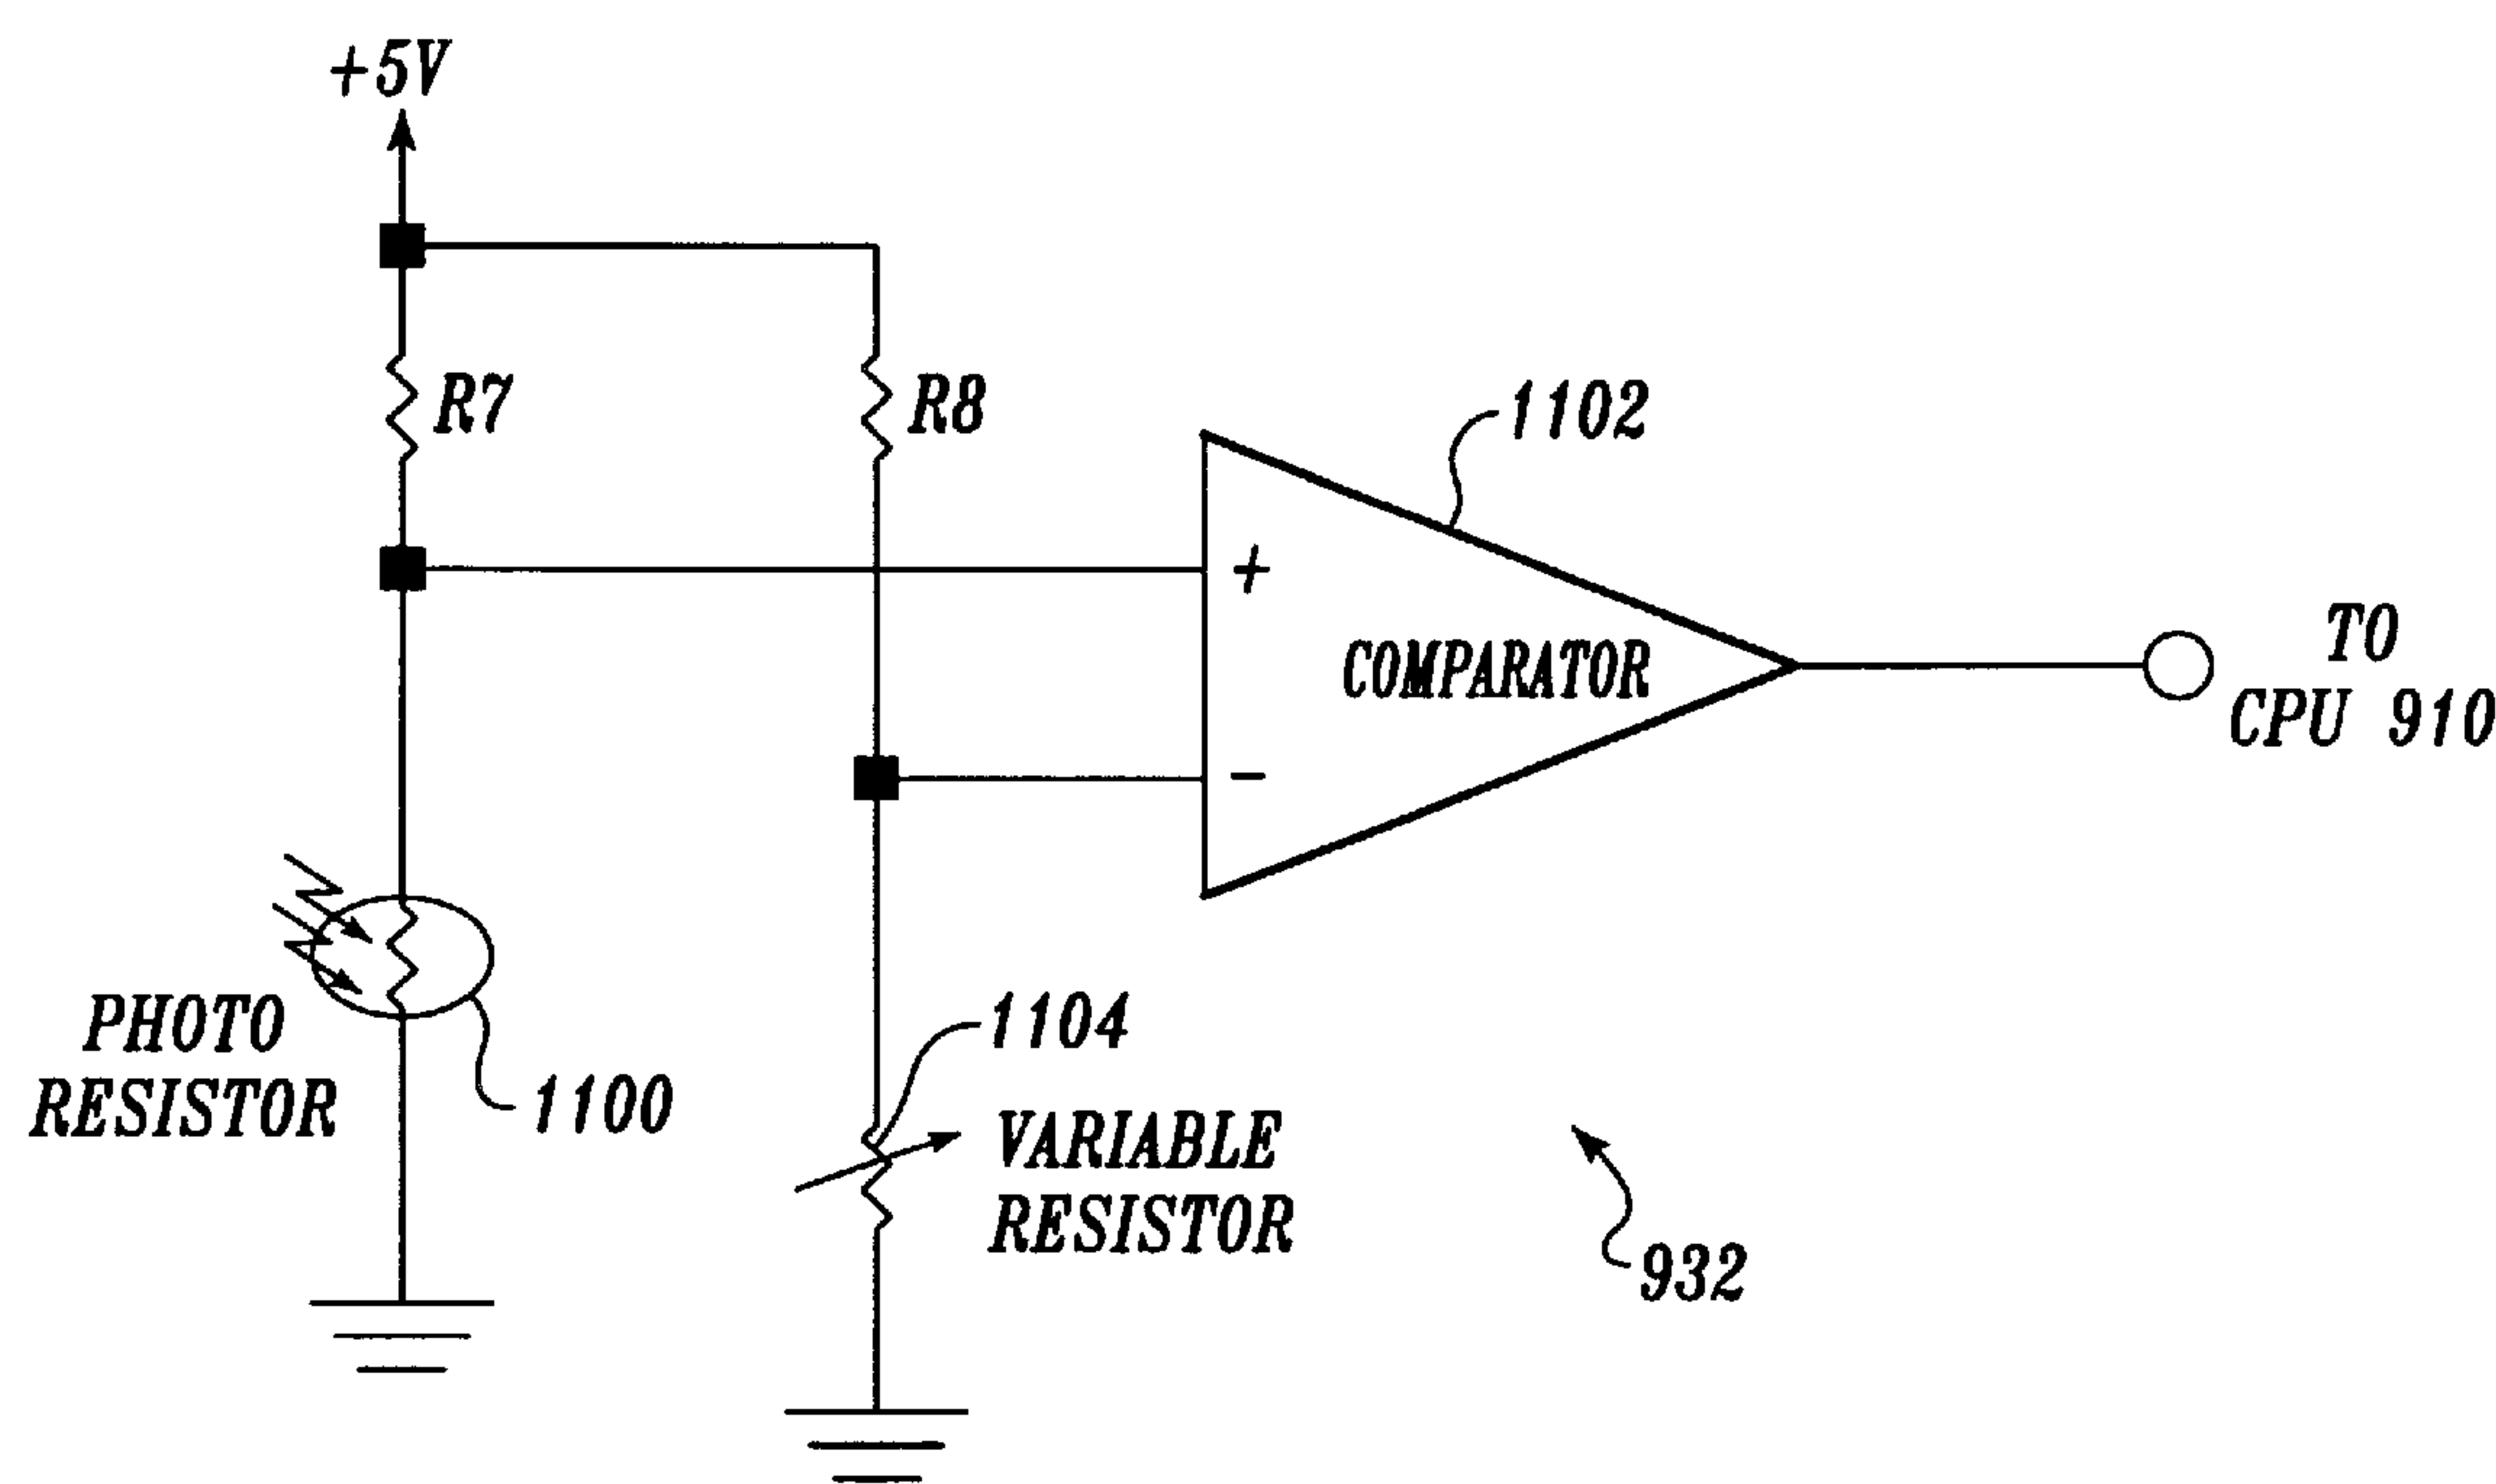 +5V
R7
R8
1102
+
COMPARATOR
-
TO
CPU 910
PHOTO
RESISTOR
1100
1104
VARIABLE
RESISTOR
932